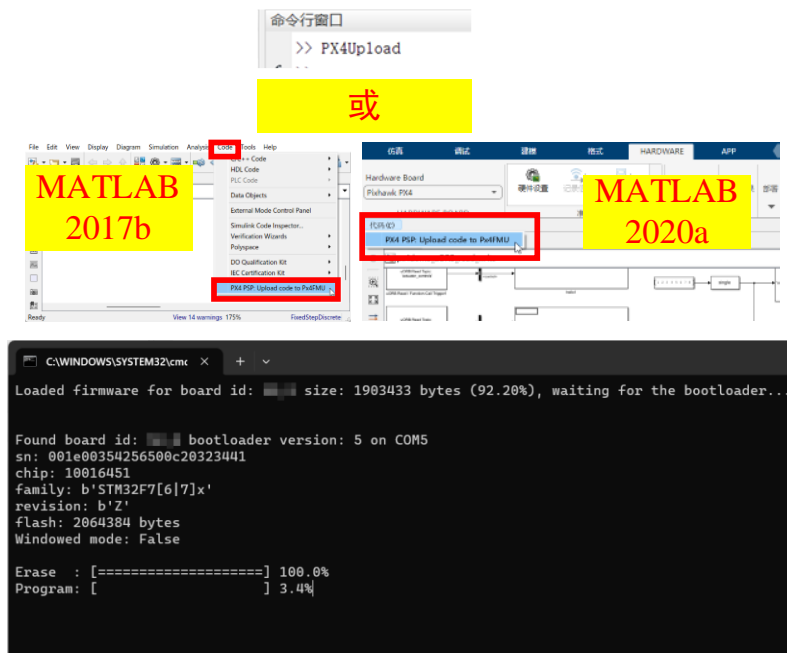 命令行窗口
>> PX4Upload
或
File Edit View Display Diagram Simulation Analysis Code Tools Help
C/C++ Code
HDL Code
PLC Code
Data Objects
External Mode Control Panel
Simulink Code Inspector...
Verification Wizards
Polyspace
DO Qualification Kit
IEC Certification Kit
PX4 PSP: Upload code to Px4FMU
MATLAB
2017b
Ready View 14 warnings 175% FixedStepDiscrete
仿真 调试 建模 格式 HARDWARE APP
Hardware Board
Pixhawk PX4
硬件设置
HARDWARE BOARD
代码(C)
PX4 PSP: Upload code to Px4FMU
MATLAB
2020a
部署
single
C:\WINDOWS\SYSTEM32\cmc
Loaded firmware for board id: size: 1903433 bytes (92.20%), waiting for the bootloader...
Found board id: bootloader version: 5 on COM5
sn: 001e00354256500c20323441
chip: 10016451
family: b'STM32F7[6|7]x'
revision: b'Z'
flash: 2064384 bytes
Windowed mode: False
Erase : [====================] 100.0%
Program: [ ] 3.4%